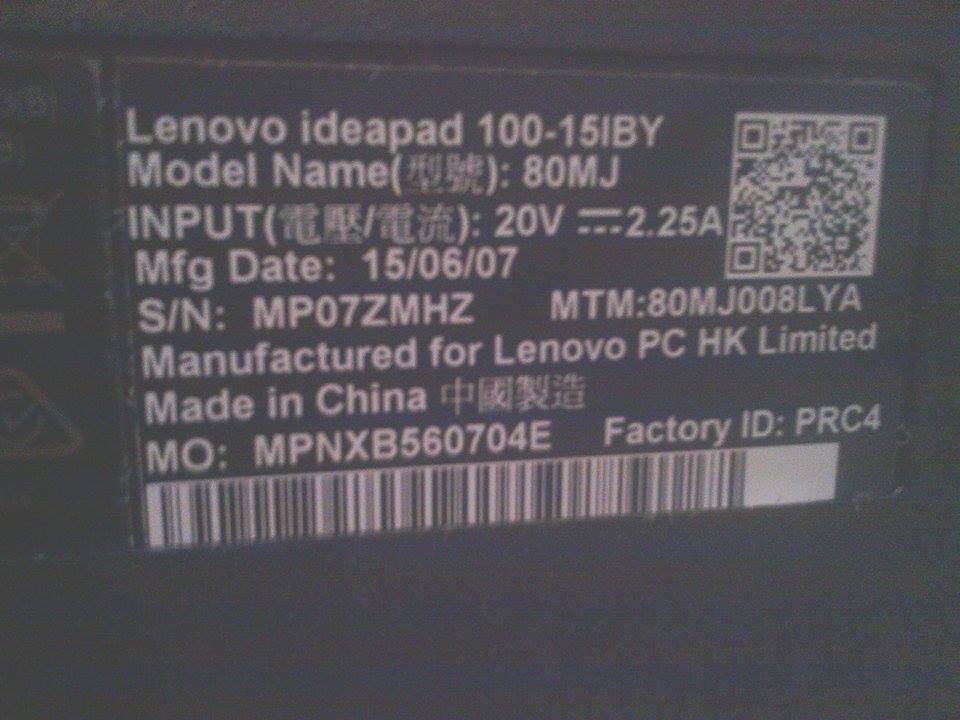 Lenovo ideapad 100-15IBY
Model Name(型號): 80MJ
INPUT(電壓/電流): 20V ⎓ 2.25A
Mfg Date: 15/06/07
S/N: MP07ZMHZ MTM:80MJ008LYA
Manufactured for Lenovo PC HK Limited
Made in China 中國製造
MO: MPNXB560704E Factory ID: PRC4